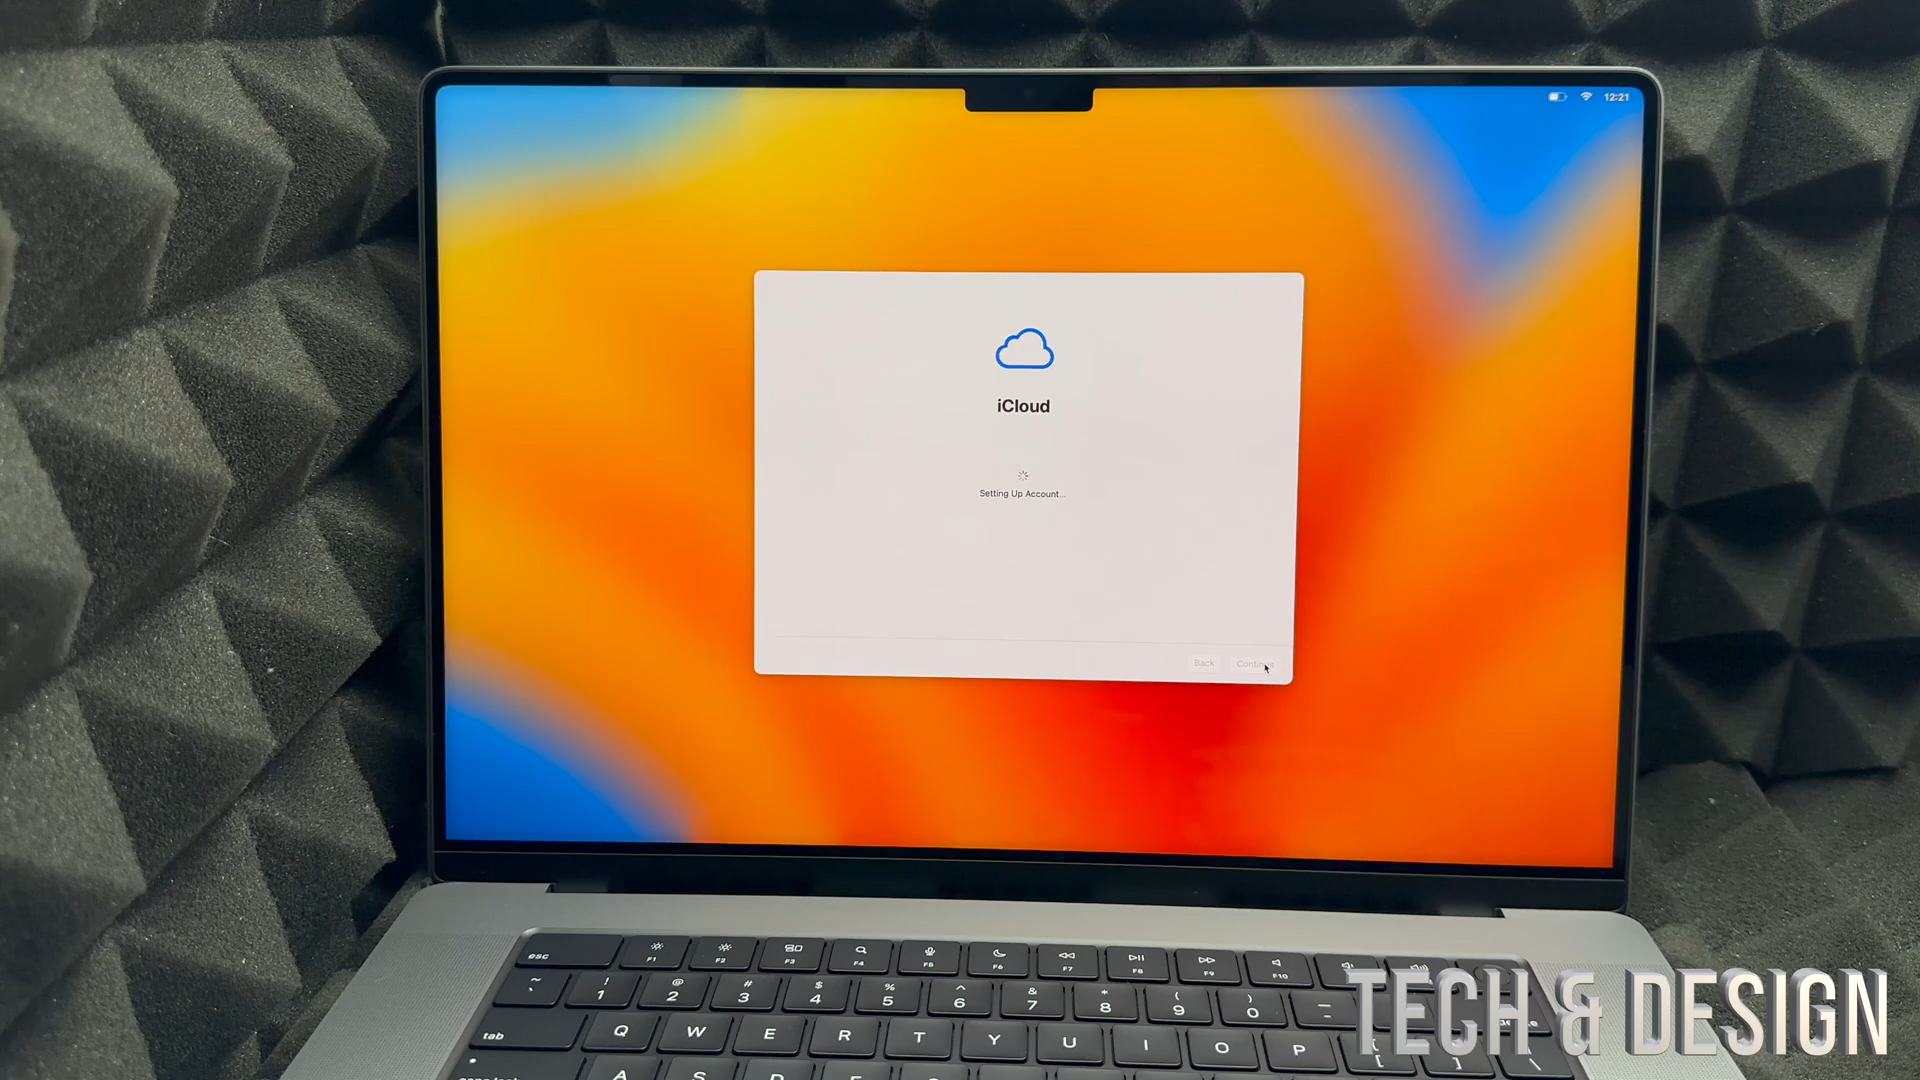 12:21
iCloud
Setting Up Account...
Back
esc F1 F2 F3 F4 F5 F6 F7 F8 F9 F10
~ ! @ # $ % ^ & * ( ) _
` 1 2 3 4 5 6 7 8 9 0 -
tab Q W E R T Y U I O P [ ] \
A S D
TECH & DESIGN